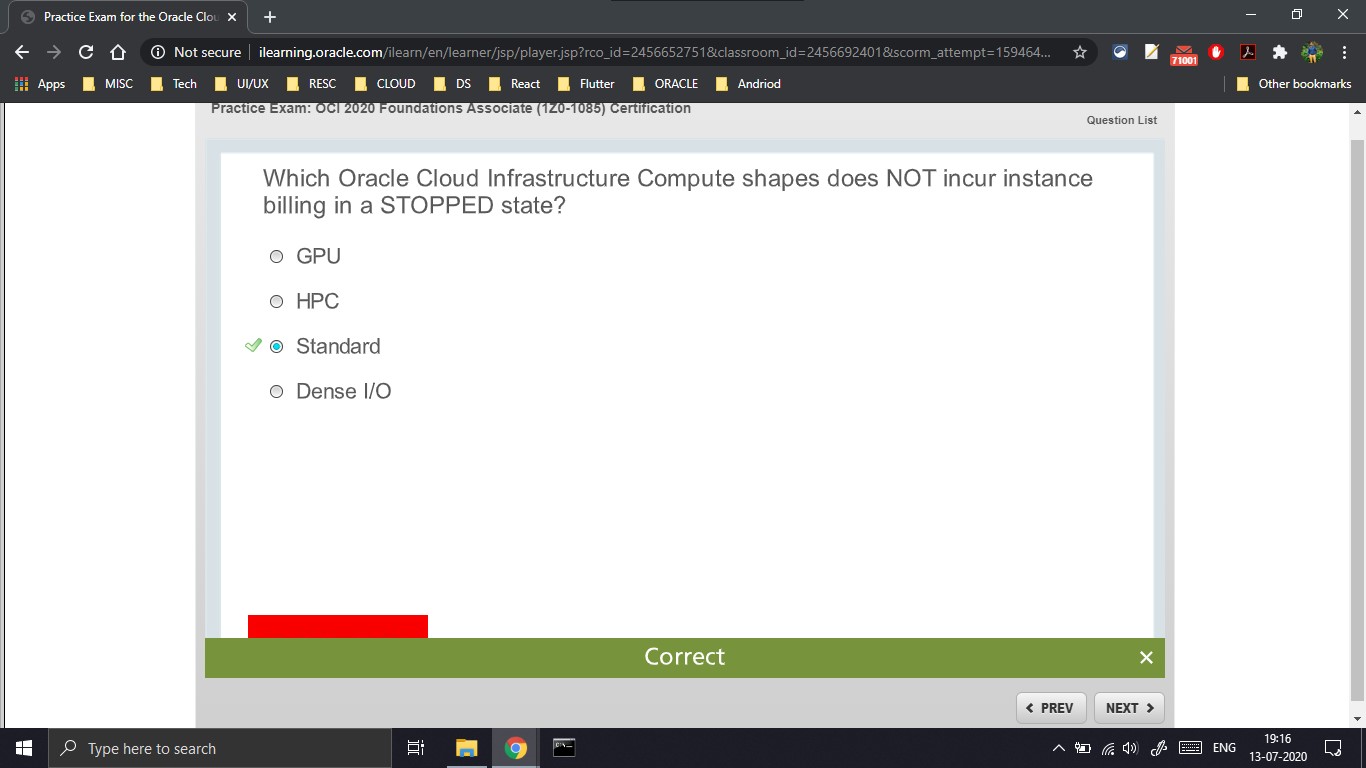 Practice Exam for the Oracle Clou
Not secure
ilearning.oracle.com/ilearn/en/learner/jsp/player.jsp?rco_id=2456652751&classroom_id=2456692401&scorm_attempt=159464...
71001
Apps MISC Tech UI/UX RESC CLOUD DS React Flutter ORACLE Andriod Other bookmarks
Practice Exam: OCI 2020 Foundations Associate (1Z0-1085) Certification
Question List
Which Oracle Cloud Infrastructure Compute shapes does NOT incur instance
billing in a STOPPED state?
GPU
HPC
Standard
Dense I/O
Correct
PREV NEXT
Type here to search
ENG
19:16
13-07-2020